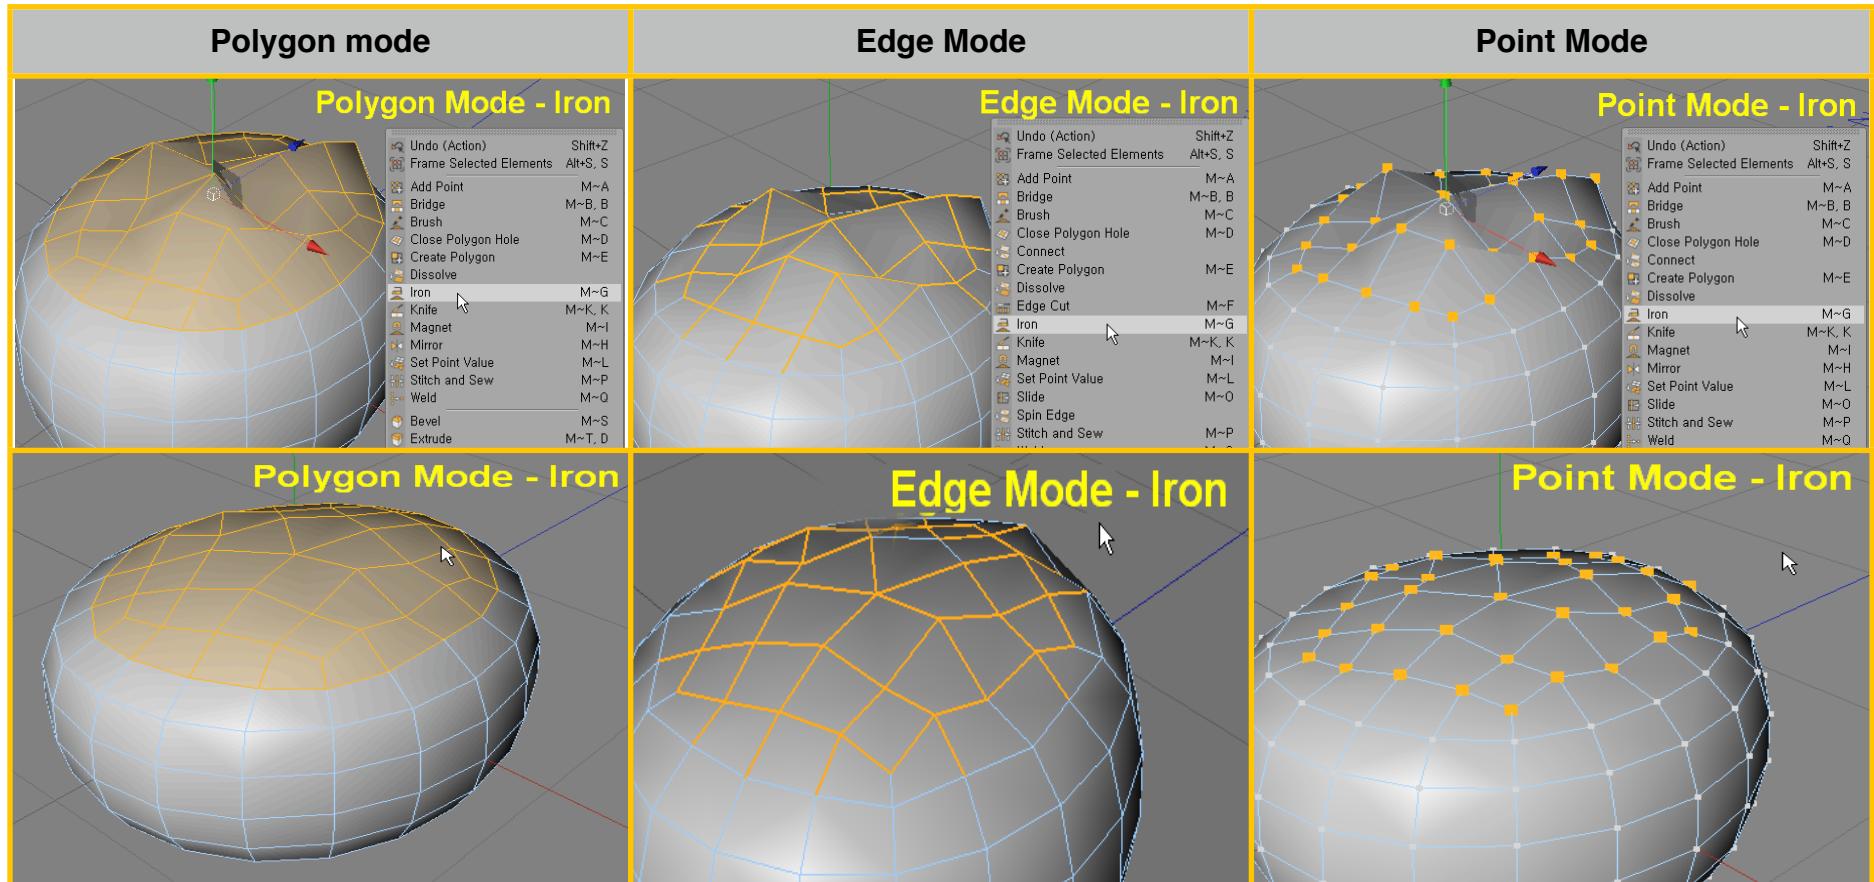 Polygon mode
Edge Mode
Point Mode
Polygon Mode - Iron
Undo (Action) Shift+Z
Frame Selected Elements Alt+S, S
Add Point M~A
Bridge M~B, B
Brush M~C
Close Polygon Hole M~D
Create Polygon M~E
Dissolve
Iron M~G
Knife M~K, K
Magnet M~I
Mirror M~H
Set Point Value M~L
Stitch and Sew M~P
Weld M~Q
Bevel M~S
Extrude M~T, D
Edge Mode - Iron
Undo (Action) Shift+Z
Frame Selected Elements Alt+S, S
Add Point M~A
Bridge M~B, B
Brush M~C
Close Polygon Hole M~D
Connect
Create Polygon M~E
Dissolve
Edge Cut M~F
Iron M~G
Knife M~K, K
Magnet M~I
Set Point Value M~L
Slide M~O
Spin Edge
Stitch and Sew M~P
Point Mode - Iron
Undo (Action) Shift+Z
Frame Selected Elements Alt+S, S
Add Point M~A
Bridge M~B, B
Brush M~C
Close Polygon Hole M~D
Connect
Create Polygon M~E
Dissolve
Iron M~G
Knife M~K, K
Magnet M~I
Mirror M~H
Set Point Value M~L
Slide M~O
Stitch and Sew M~P
Weld M~Q
Polygon Mode - Iron
Edge Mode - Iron
Point Mode - Iron